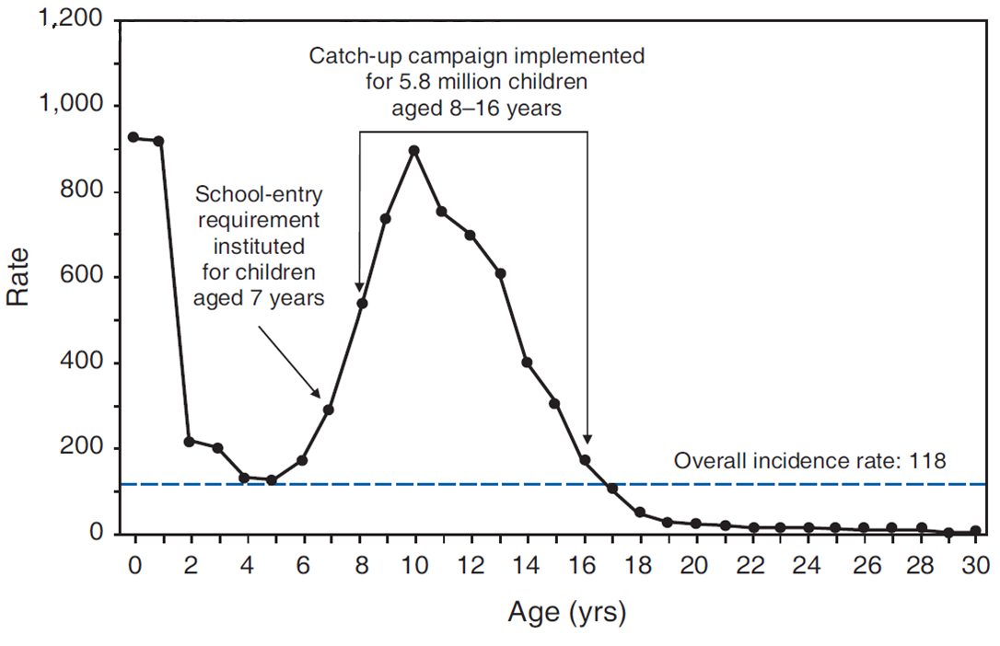 1,200
1,000
800
600
400
200
0
Rate
Catch-up campaign implemented
for 5.8 million children
aged 8–16 years
School-entry
requirement
instituted
for children
aged 7 years
Overall incidence rate: 118
0 2 4 6 8 10 12 14 16 18 20 22 24 26 28 30
Age (yrs)